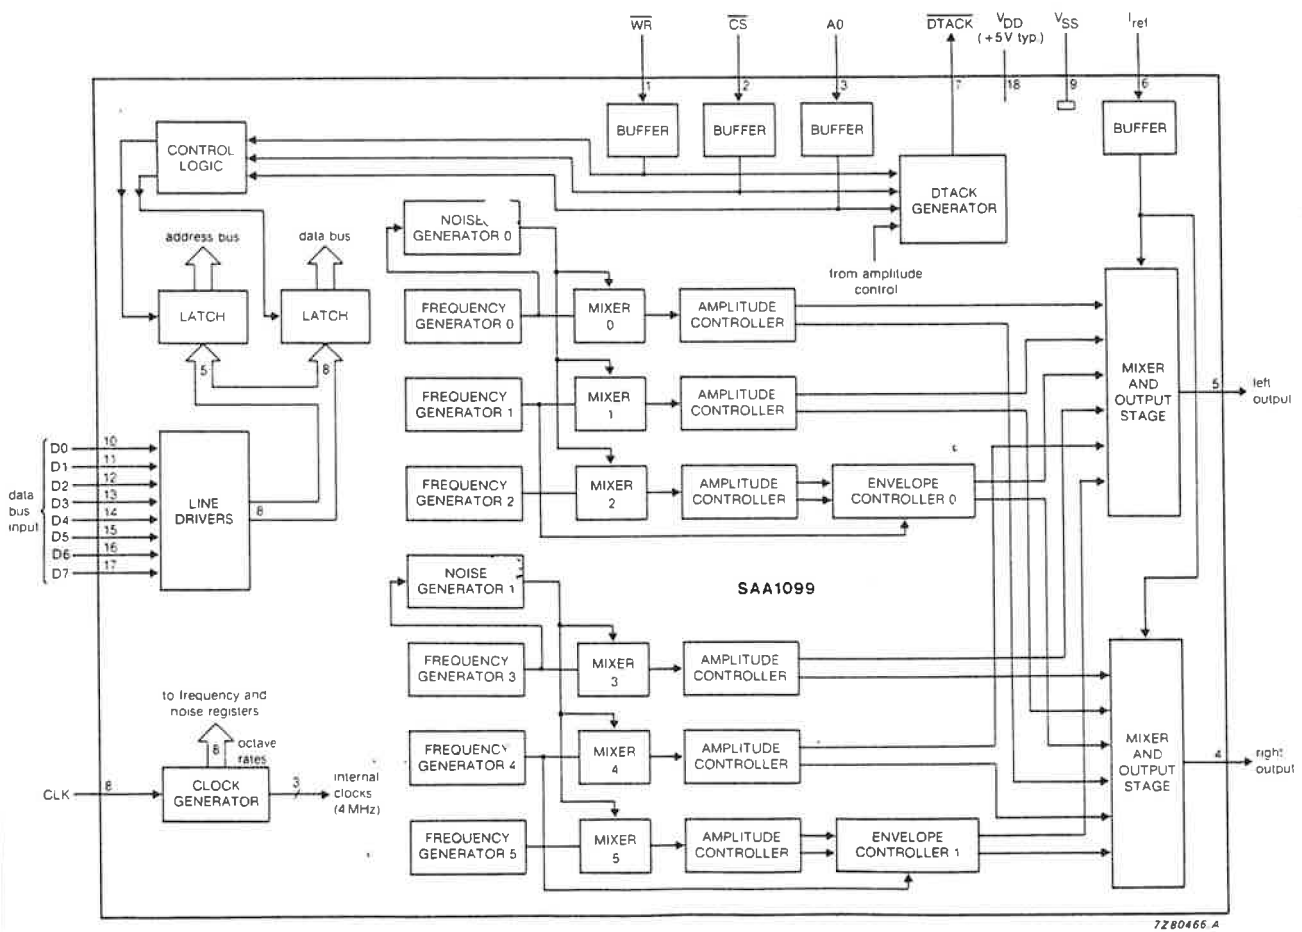 WR CS A0 DTACK VDD (+5V typ.) VSS Iref
1 2 3 7 18 9 6
BUFFER BUFFER BUFFER BUFFER
CONTROL
LOGIC
DTACK
GENERATOR
from amplitude
control
address bus
data bus
LATCH LATCH
5 8
NOISE
GENERATOR 0
FREQUENCY
GENERATOR 0
MIXER
0
AMPLITUDE
CONTROLLER
FREQUENCY
GENERATOR 1
MIXER
1
AMPLITUDE
CONTROLLER
FREQUENCY
GENERATOR 2
MIXER
2
AMPLITUDE
CONTROLLER
ENVELOPE
CONTROLLER 0
MIXER
AND
OUTPUT
STAGE
5
left
output
data
bus
input
D0 10
D1 11
D2 12
D3 13
D4 14
D5 15
D6 16
D7 17
LINE
DRIVERS
8
SAA1099
NOISE
GENERATOR 1
FREQUENCY
GENERATOR 3
MIXER
3
AMPLITUDE
CONTROLLER
FREQUENCY
GENERATOR 4
MIXER
4
AMPLITUDE
CONTROLLER
FREQUENCY
GENERATOR 5
MIXER
5
AMPLITUDE
CONTROLLER
ENVELOPE
CONTROLLER 1
MIXER
AND
OUTPUT
STAGE
4
right
output
to frequency and
noise registers
8
octave
rates
CLK 8
CLOCK
GENERATOR
3
internal
clocks
(4 MHz)
7Z80466.A